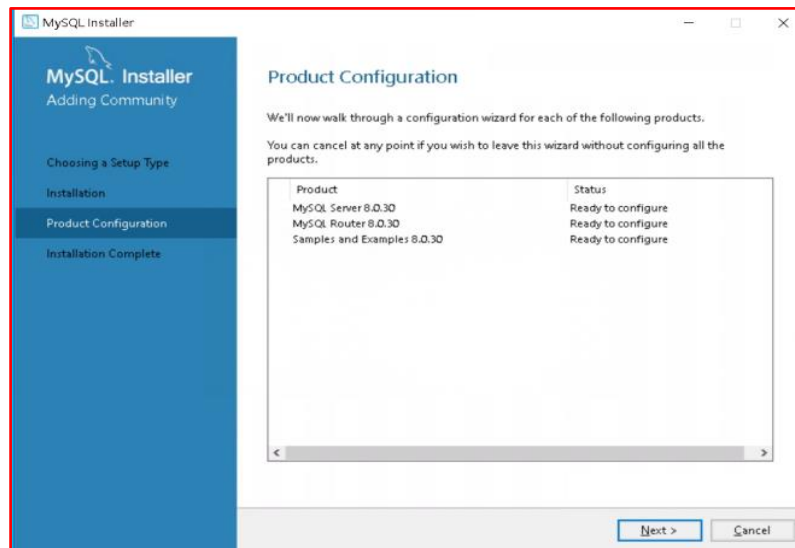 MySQL Installer
MySQL. Installer
Adding Community
Choosing a Setup Type
Installation
Product Configuration
Installation Complete
Product Configuration
We'll now walk through a configuration wizard for each of the following products.
You can cancel at any point if you wish to leave this wizard without configuring all the
products.
Product Status
MySQL Server 8.0.30 Ready to configure
MySQL Router 8.0.30 Ready to configure
Samples and Examples 8.0.30 Ready to configure
Next > Cancel